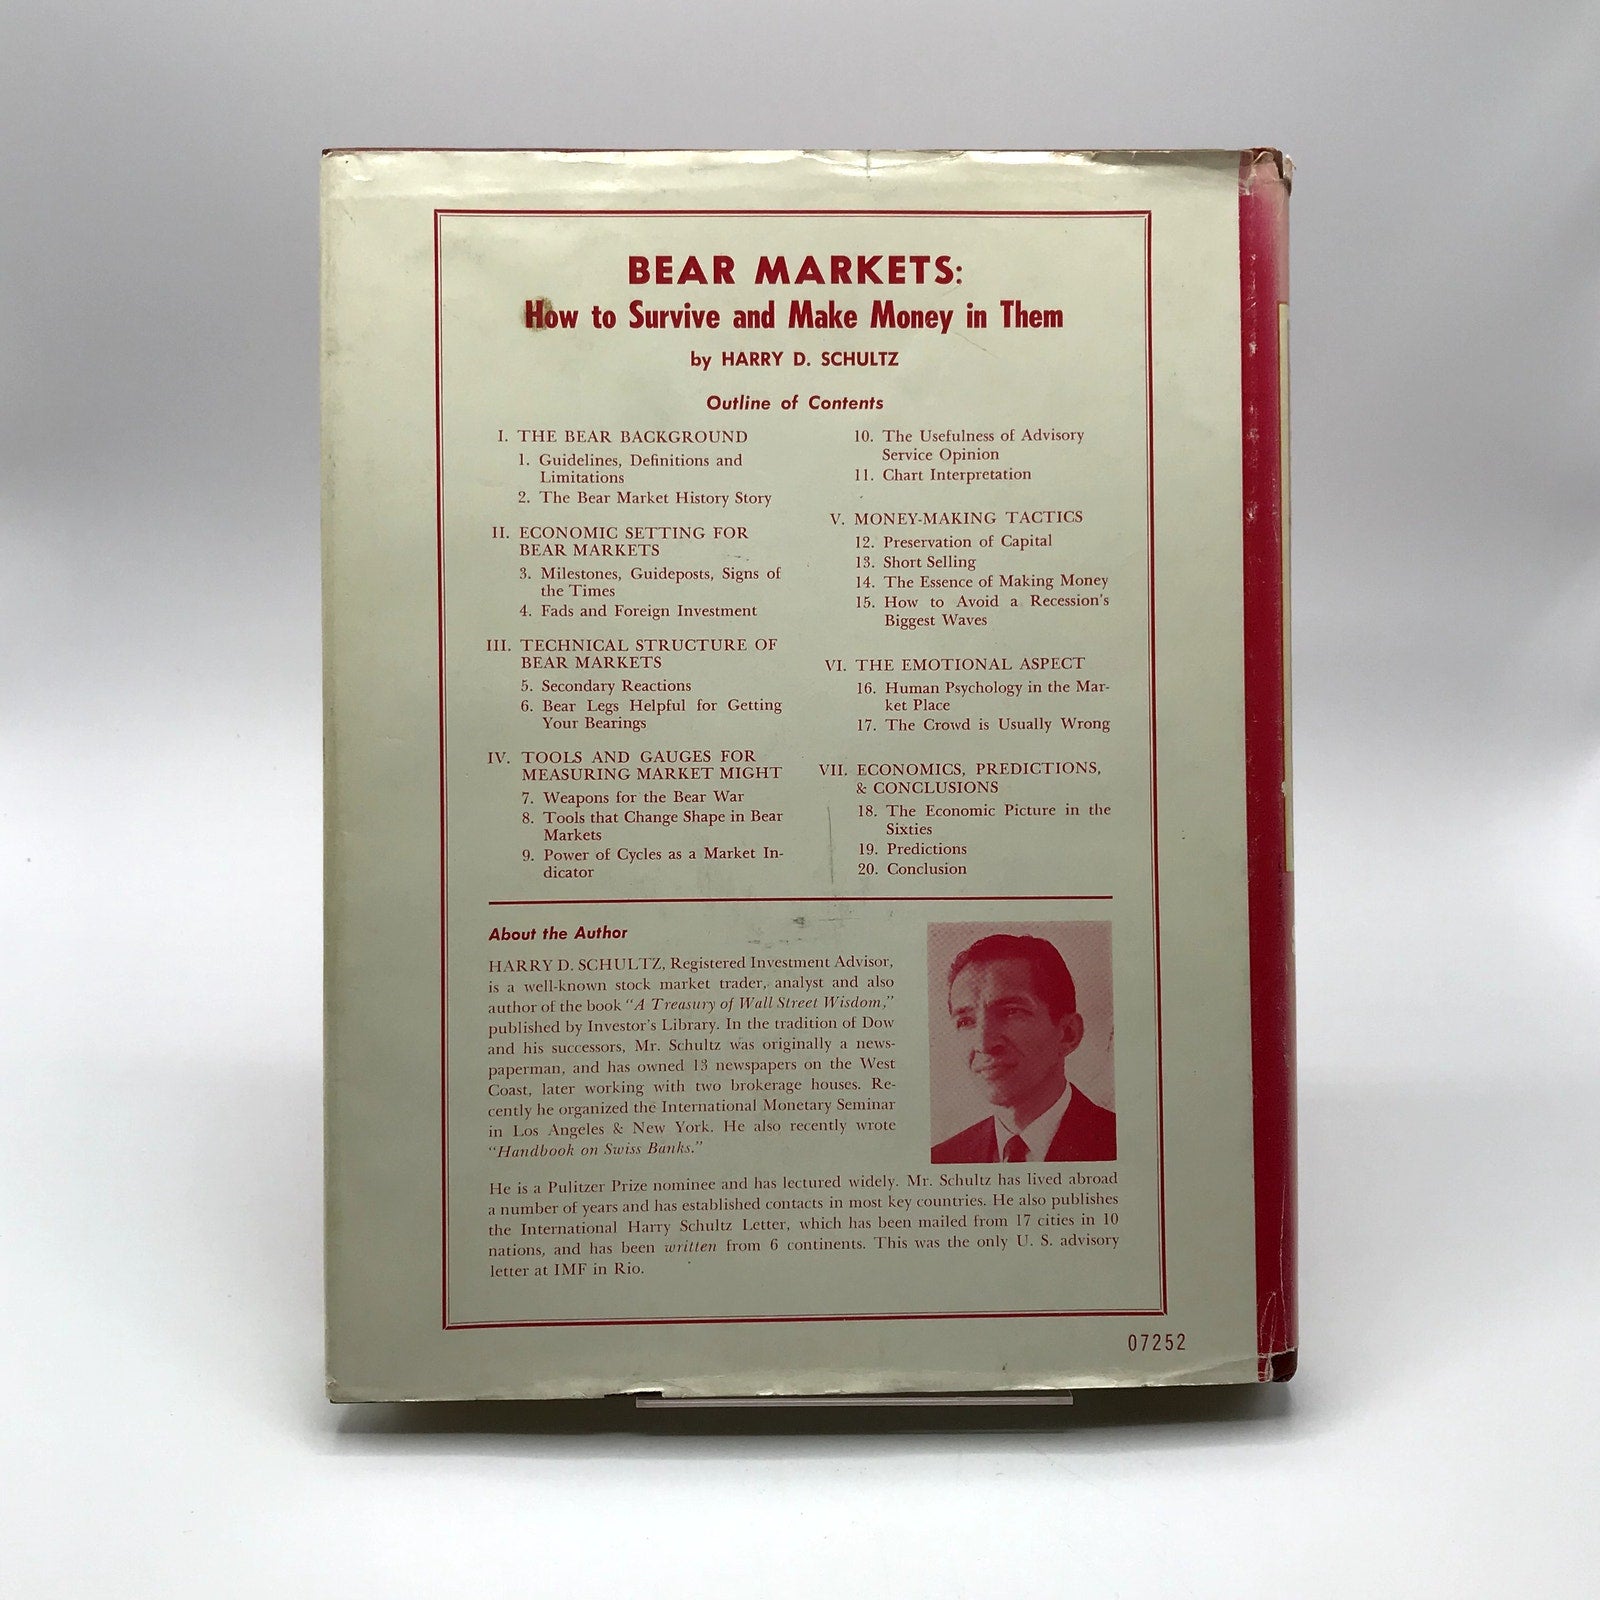 BEAR MARKETS:
How to Survive and Make Money in Them
by HARRY D. SCHULTZ
Outline of Contents
I. THE BEAR BACKGROUND
1. Guidelines, Definitions and
Limitations
2. The Bear Market History Story
II. ECONOMIC SETTING FOR
BEAR MARKETS
3. Milestones, Guideposts, Signs of
the Times
4. Fads and Foreign Investment
III. TECHNICAL STRUCTURE OF
BEAR MARKETS
5. Secondary Reactions
6. Bear Legs Helpful for Getting
Your Bearings
IV. TOOLS AND GAUGES FOR
MEASURING MARKET MIGHT
7. Weapons for the Bear War
8. Tools that Change Shape in Bear
Markets
9. Power of Cycles as a Market In-
dicator
10. The Usefulness of Advisory
Service Opinion
11. Chart Interpretation
V. MONEY-MAKING TACTICS
12. Preservation of Capital
13. Short Selling
14. The Essence of Making Money
15. How to Avoid a Recession's
Biggest Waves
VI. THE EMOTIONAL ASPECT
16. Human Psychology in the Mar-
ket Place
17. The Crowd is Usually Wrong
VII. ECONOMICS, PREDICTIONS,
& CONCLUSIONS
18. The Economic Picture in the
Sixties
19. Predictions
20. Conclusion
About the Author
HARRY D. SCHULTZ, Registered Investment Advisor,
is a well-known stock market trader, analyst and also
author of the book "A Treasury of Wall Street Wisdom,"
published by Investor's Library. In the tradition of Dow
and his successors, Mr. Schultz was originally a news-
paperman, and has owned 13 newspapers on the West
Coast, later working with two brokerage houses. Re-
cently he organized the International Monetary Seminar
in Los Angeles & New York. He also recently wrote
"Handbook on Swiss Banks."
He is a Pulitzer Prize nominee and has lectured widely. Mr. Schultz has lived abroad
a number of years and has established contacts in most key countries. He also publishes
the International Harry Schultz Letter, which has been mailed from 17 cities in 10
nations, and has been written from 6 continents. This was the only U. S. advisory
letter at IMF in Rio.
07252